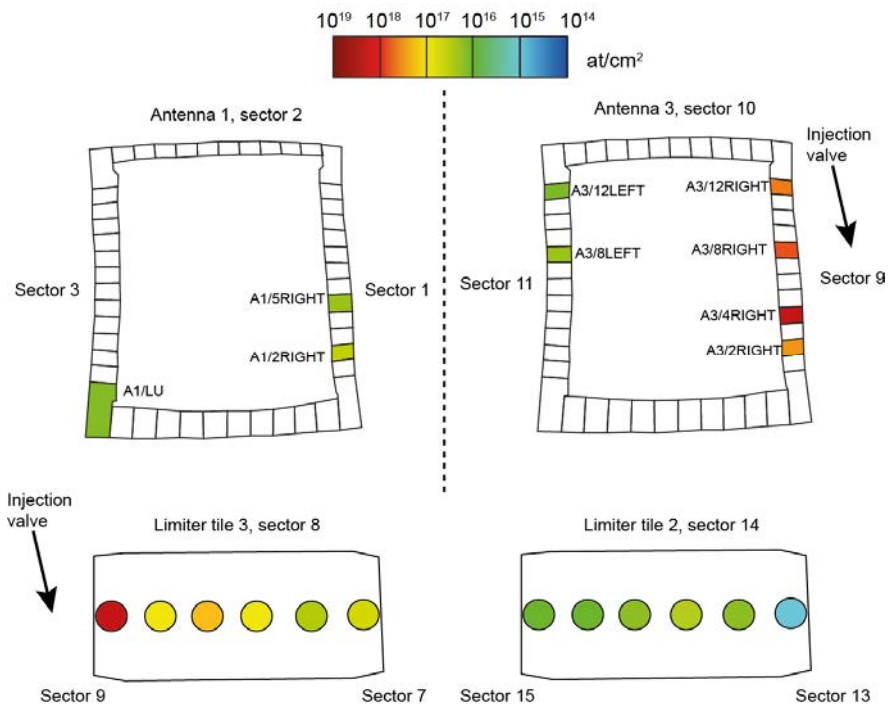 10¹⁹ 10¹⁸ 10¹⁷ 10¹⁶ 10¹⁵ 10¹⁴
at/cm²
Antenna 1, sector 2
Antenna 3, sector 10
Injection
valve
A3/12LEFT
A3/12RIGHT
A3/8LEFT
A3/8RIGHT
Sector 3
A1/5RIGHT
Sector 1
Sector 11
Sector 9
A3/4RIGHT
A1/2RIGHT
A3/2RIGHT
A1/LU
Injection
valve
Limiter tile 3, sector 8
Limiter tile 2, sector 14
Sector 9
Sector 7
Sector 15
Sector 13